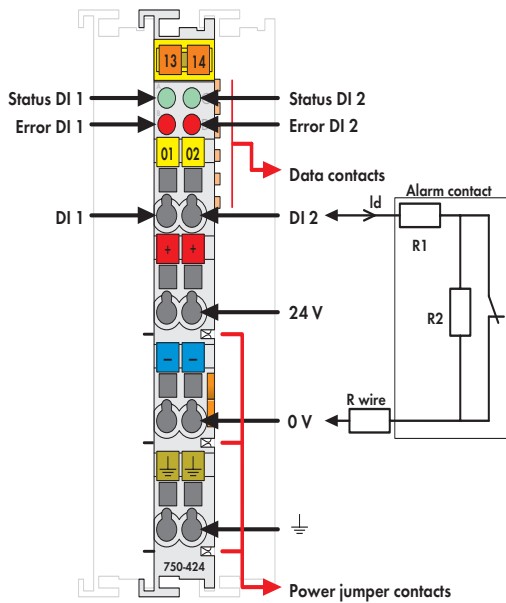 13 14
Status DI 1
Status DI 2
Error DI 1
Error DI 2
01 02
Data contacts
Alarm contact
DI 1
DI 2
Id
R1
+ +
R2
24 V
– –
R wire
0 V
750-424
Power jumper contacts